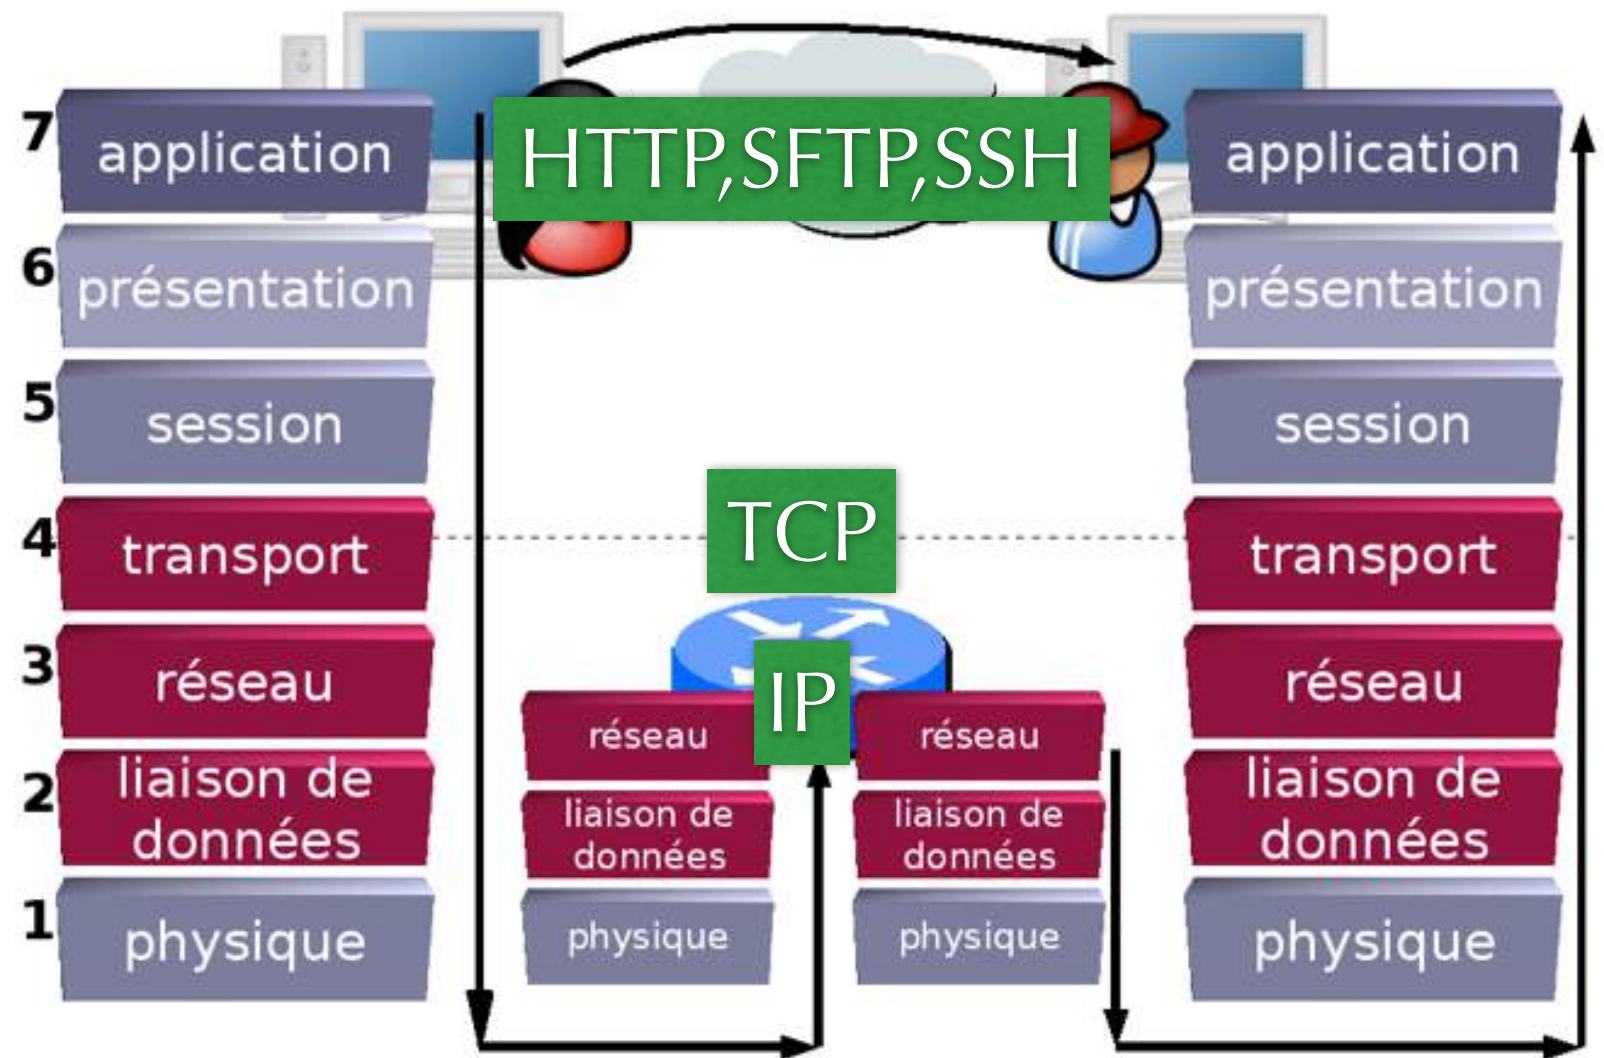 7
application
HTTP,SFTP,SSH
application
6
présentation
présentation
5
session
session
4
transport
TCP
transport
3
réseau
réseau
IP
réseau
réseau
2
liaison de
données
liaison de
données
liaison de
données
liaison de
données
1
physique
physique
physique
physique